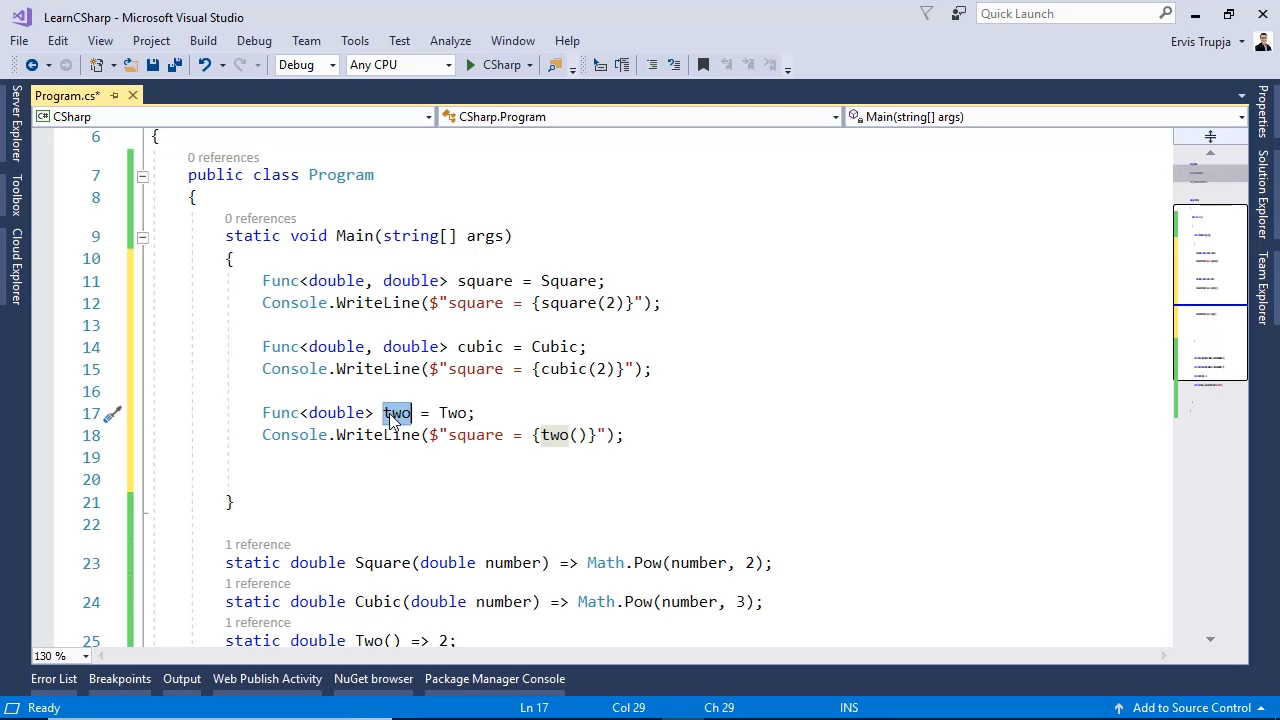 LearnCSharp - Microsoft Visual Studio
Quick Launch
File Edit View Project Build Debug Team Tools Test Analyze Window Help
Ervis Trupja
Debug Any CPU CSharp
Program.cs*
CSharp CSharp.Program Main(string[] args)
Server Explorer
Toolbox
Cloud Explorer
Properties
Solution Explorer
Team Explorer
6 {
0 references
7 public class Program
8 {
0 references
9 static void Main(string[] args)
10 {
11 Func<double, double> square = Square;
12 Console.WriteLine($"square = {square(2)}");
13
14 Func<double, double> cubic = Cubic;
15 Console.WriteLine($"square = {cubic(2)}");
16
17 Func<double> two = Two;
18 Console.WriteLine($"square = {two()}");
19
20
21 }
22
1 reference
23 static double Square(double number) => Math.Pow(number, 2);
1 reference
24 static double Cubic(double number) => Math.Pow(number, 3);
1 reference
25 static double Two() => 2;
130 %
Error List Breakpoints Output Web Publish Activity NuGet browser Package Manager Console
Ready Ln 17 Col 29 Ch 29 INS Add to Source Control